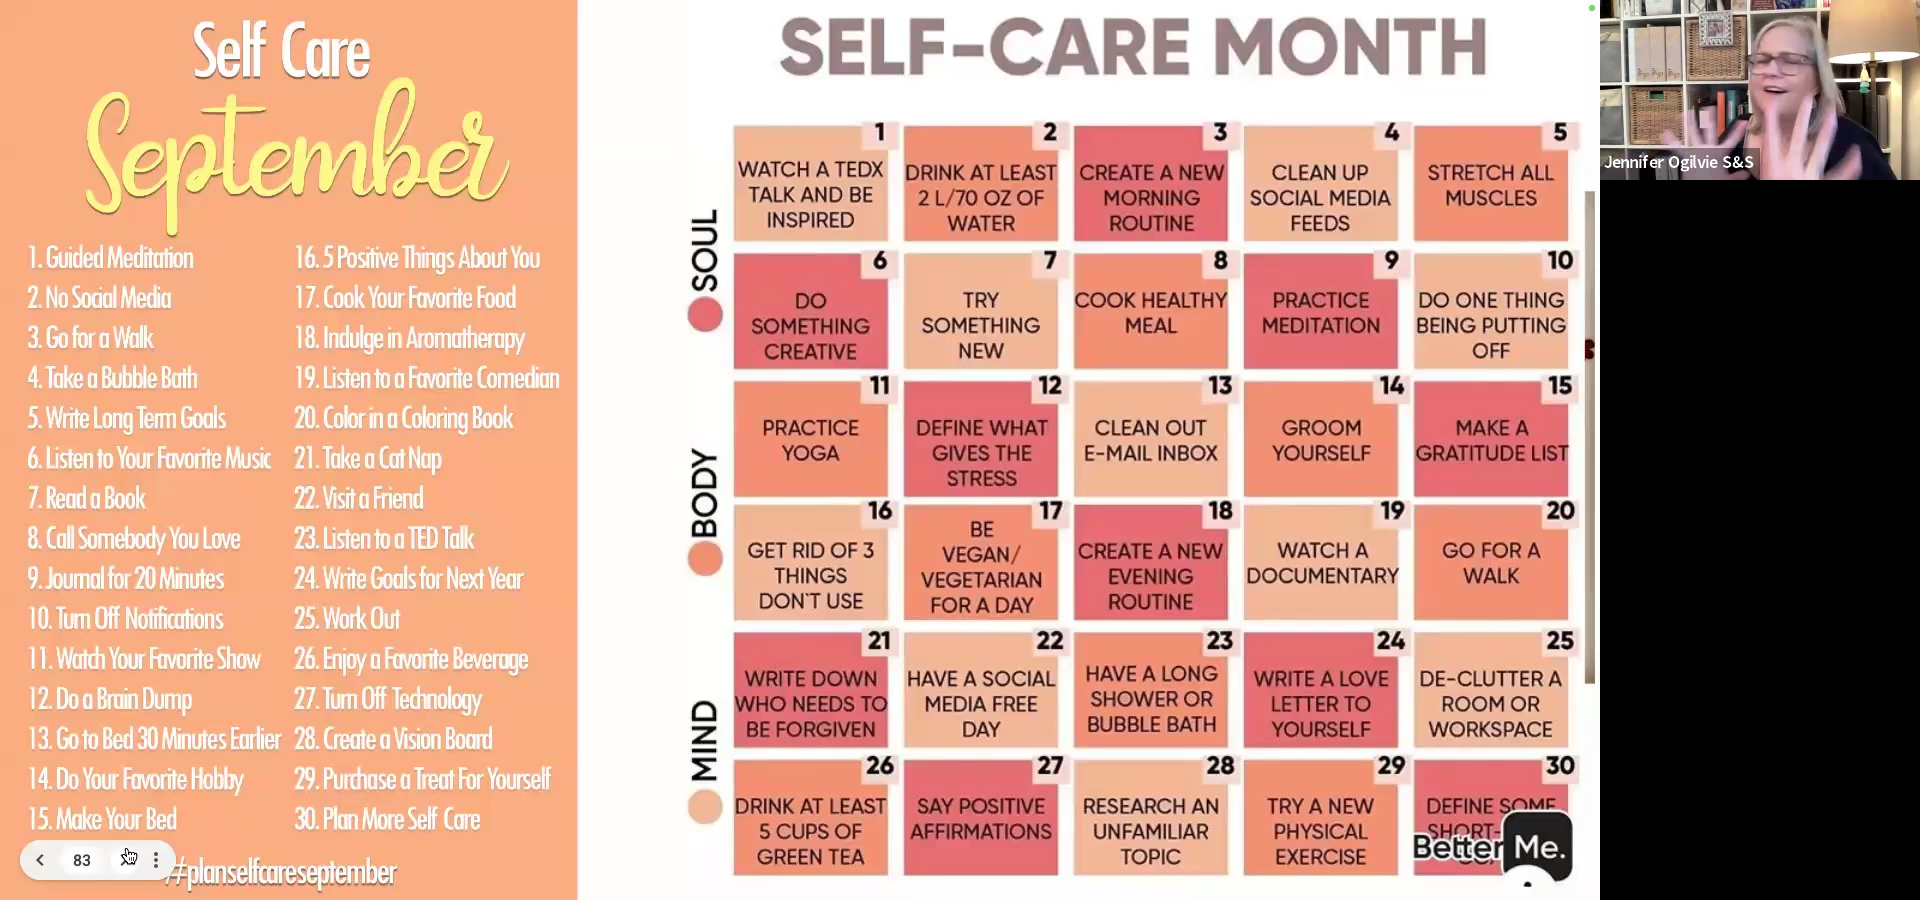 Self Care
September
1. Guided Meditation
2. No Social Media
3. Go for a Walk
4. Take a Bubble Bath
5. Write Long Term Goals
6. Listen to Your Favorite Music
7. Read a Book
8. Call Somebody You Love
9. Journal for 20 Minutes
10. Turn Off Notifications
11. Watch Your Favorite Show
12. Do a Brain Dump
13. Go to Bed 30 Minutes Earlier
14. Do Your Favorite Hobby
15. Make Your Bed
16. 5 Positive Things About You
17. Cook Your Favorite Food
18. Indulge in Aromatherapy
19. Listen to a Favorite Comedian
20. Color in a Coloring Book
21. Take a Cat Nap
22. Visit a Friend
23. Listen to a TED Talk
24. Write Goals for Next Year
25. Work Out
26. Enjoy a Favorite Beverage
27. Turn Off Technology
28. Create a Vision Board
29. Purchase a Treat For Yourself
30. Plan More Self Care
83
#planselfcareseptember
SELF-CARE MONTH
SOUL
BODY
MIND
1
WATCH A TEDX
TALK AND BE
INSPIRED
2
DRINK AT LEAST
2 L/70 OZ OF
WATER
3
CREATE A NEW
MORNING
ROUTINE
4
CLEAN UP
SOCIAL MEDIA
FEEDS
5
STRETCH ALL
MUSCLES
6
DO
SOMETHING
CREATIVE
7
TRY
SOMETHING
NEW
8
COOK HEALTHY
MEAL
9
PRACTICE
MEDITATION
10
DO ONE THING
BEING PUTTING
OFF
11
PRACTICE
YOGA
12
DEFINE WHAT
GIVES THE
STRESS
13
CLEAN OUT
E-MAIL INBOX
14
GROOM
YOURSELF
15
MAKE A
GRATITUDE LIST
16
GET RID OF 3
THINGS
DON'T USE
17
BE
VEGAN/
VEGETARIAN
FOR A DAY
18
CREATE A NEW
EVENING
ROUTINE
19
WATCH A
DOCUMENTARY
20
GO FOR A
WALK
21
WRITE DOWN
WHO NEEDS TO
BE FORGIVEN
22
HAVE A SOCIAL
MEDIA FREE
DAY
23
HAVE A LONG
SHOWER OR
BUBBLE BATH
24
WRITE A LOVE
LETTER TO
YOURSELF
25
DE-CLUTTER A
ROOM OR
WORKSPACE
26
DRINK AT LEAST
5 CUPS OF
GREEN TEA
27
SAY POSITIVE
AFFIRMATIONS
28
RESEARCH AN
UNFAMILIAR
TOPIC
29
TRY A NEW
PHYSICAL
EXERCISE
30
DEFINE SOME
SHORT-
BetterMe.
Jennifer Ogilvie S&S